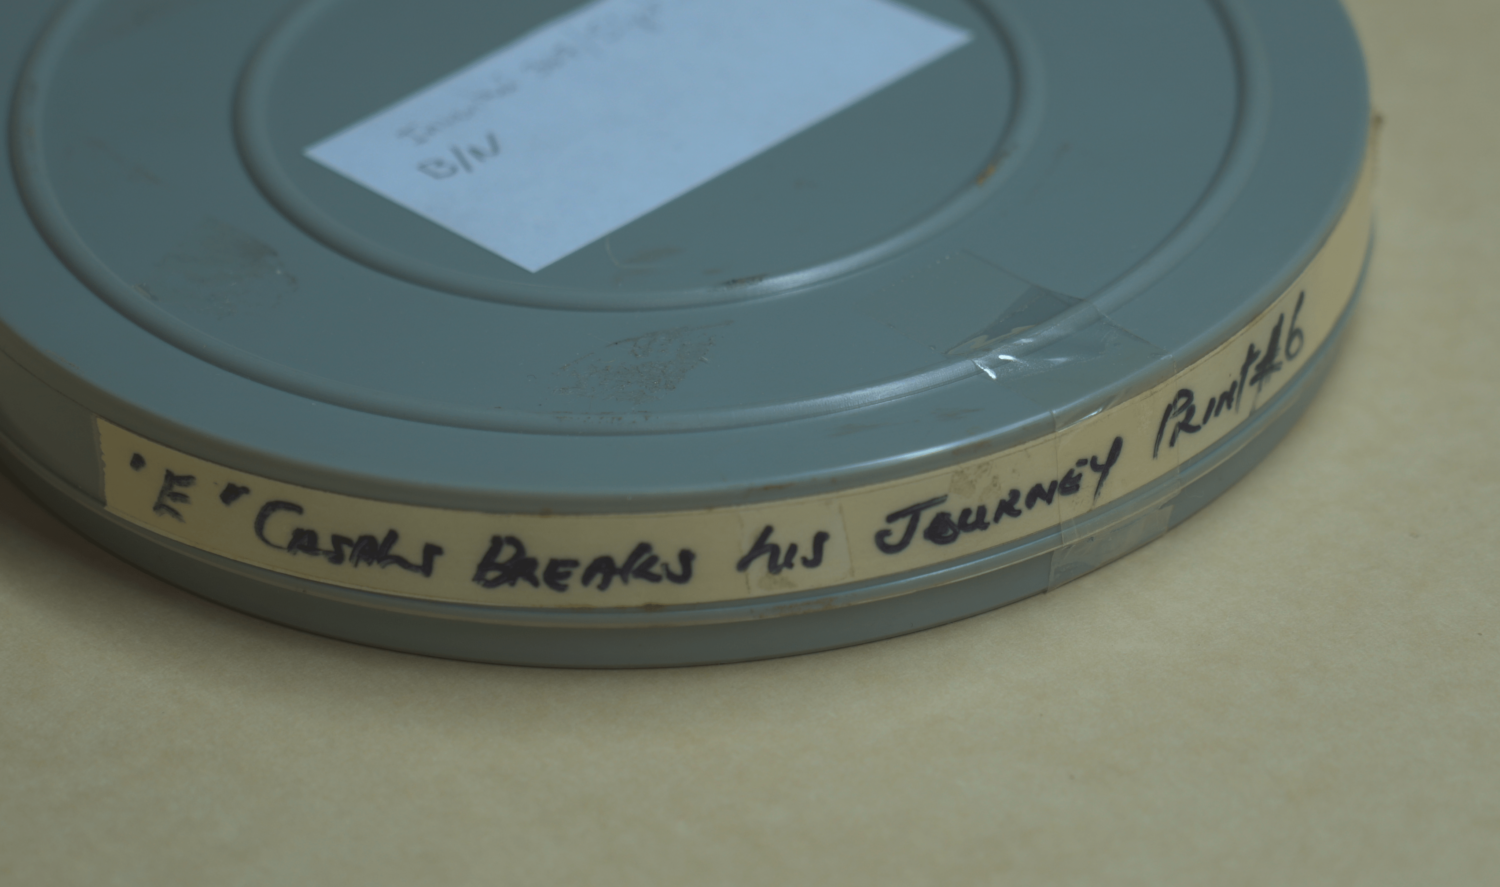 B/N
"E" CASALS BREAKS his JOURNEY PRINT #6